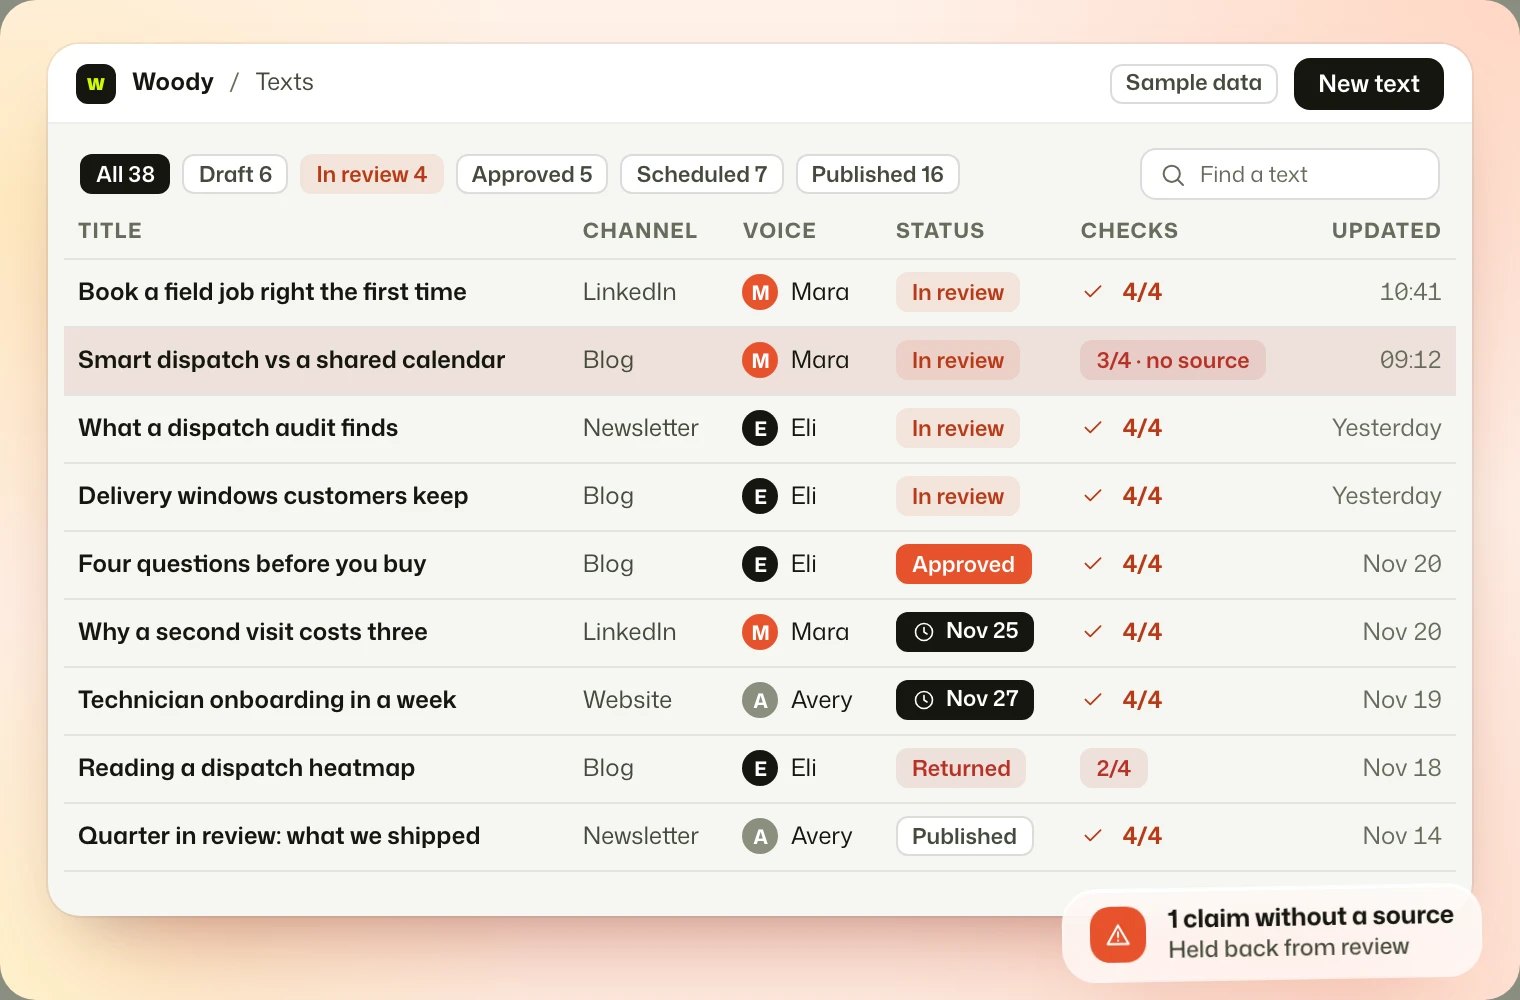 w Woody / Texts Sample data New text
All 38 Draft 6 In review 4 Approved 5 Scheduled 7 Published 16 Find a text
TITLE CHANNEL VOICE STATUS CHECKS UPDATED
Book a field job right the first time LinkedIn M Mara In review 4/4 10:41
Smart dispatch vs a shared calendar Blog M Mara In review 3/4 · no source 09:12
What a dispatch audit finds Newsletter E Eli In review 4/4 Yesterday
Delivery windows customers keep Blog E Eli In review 4/4 Yesterday
Four questions before you buy Blog E Eli Approved 4/4 Nov 20
Why a second visit costs three LinkedIn M Mara Nov 25 4/4 Nov 20
Technician onboarding in a week Website A Avery Nov 27 4/4 Nov 19
Reading a dispatch heatmap Blog E Eli Returned 2/4 Nov 18
Quarter in review: what we shipped Newsletter A Avery Published 4/4 Nov 14
1 claim without a source
Held back from review